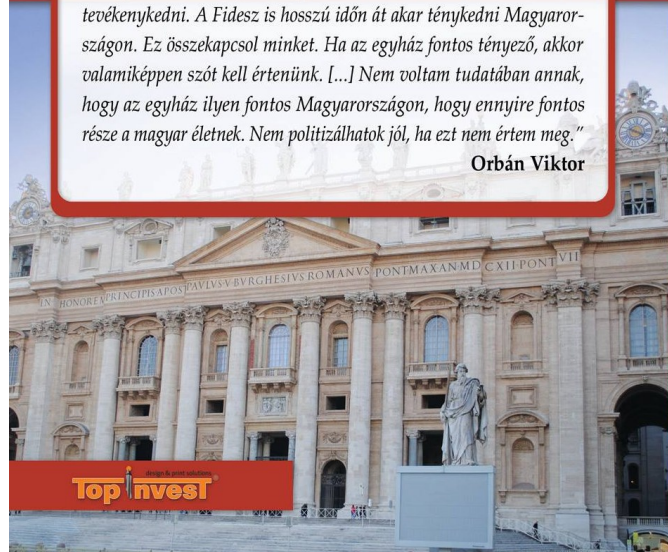 tevékenykedni. A Fidesz is hosszú időn át akar ténykedni Magyaror-
szágon. Ez összekapcsol minket. Ha az egyház fontos tényező, akkor
valamiképpen szót kell értenünk. [...] Nem voltam tudatában annak,
hogy az egyház ilyen fontos Magyarországon, hogy ennyire fontos
része a magyar életnek. Nem politizálhatok jól, ha ezt nem értem meg."
Orbán Viktor
IN HONOREM PRINCIPIS APOST PAVLVS V BVRGHESIVS ROMANVS PONT MAX AN MDCXII PONT VII
design & print solutions
Top Invest